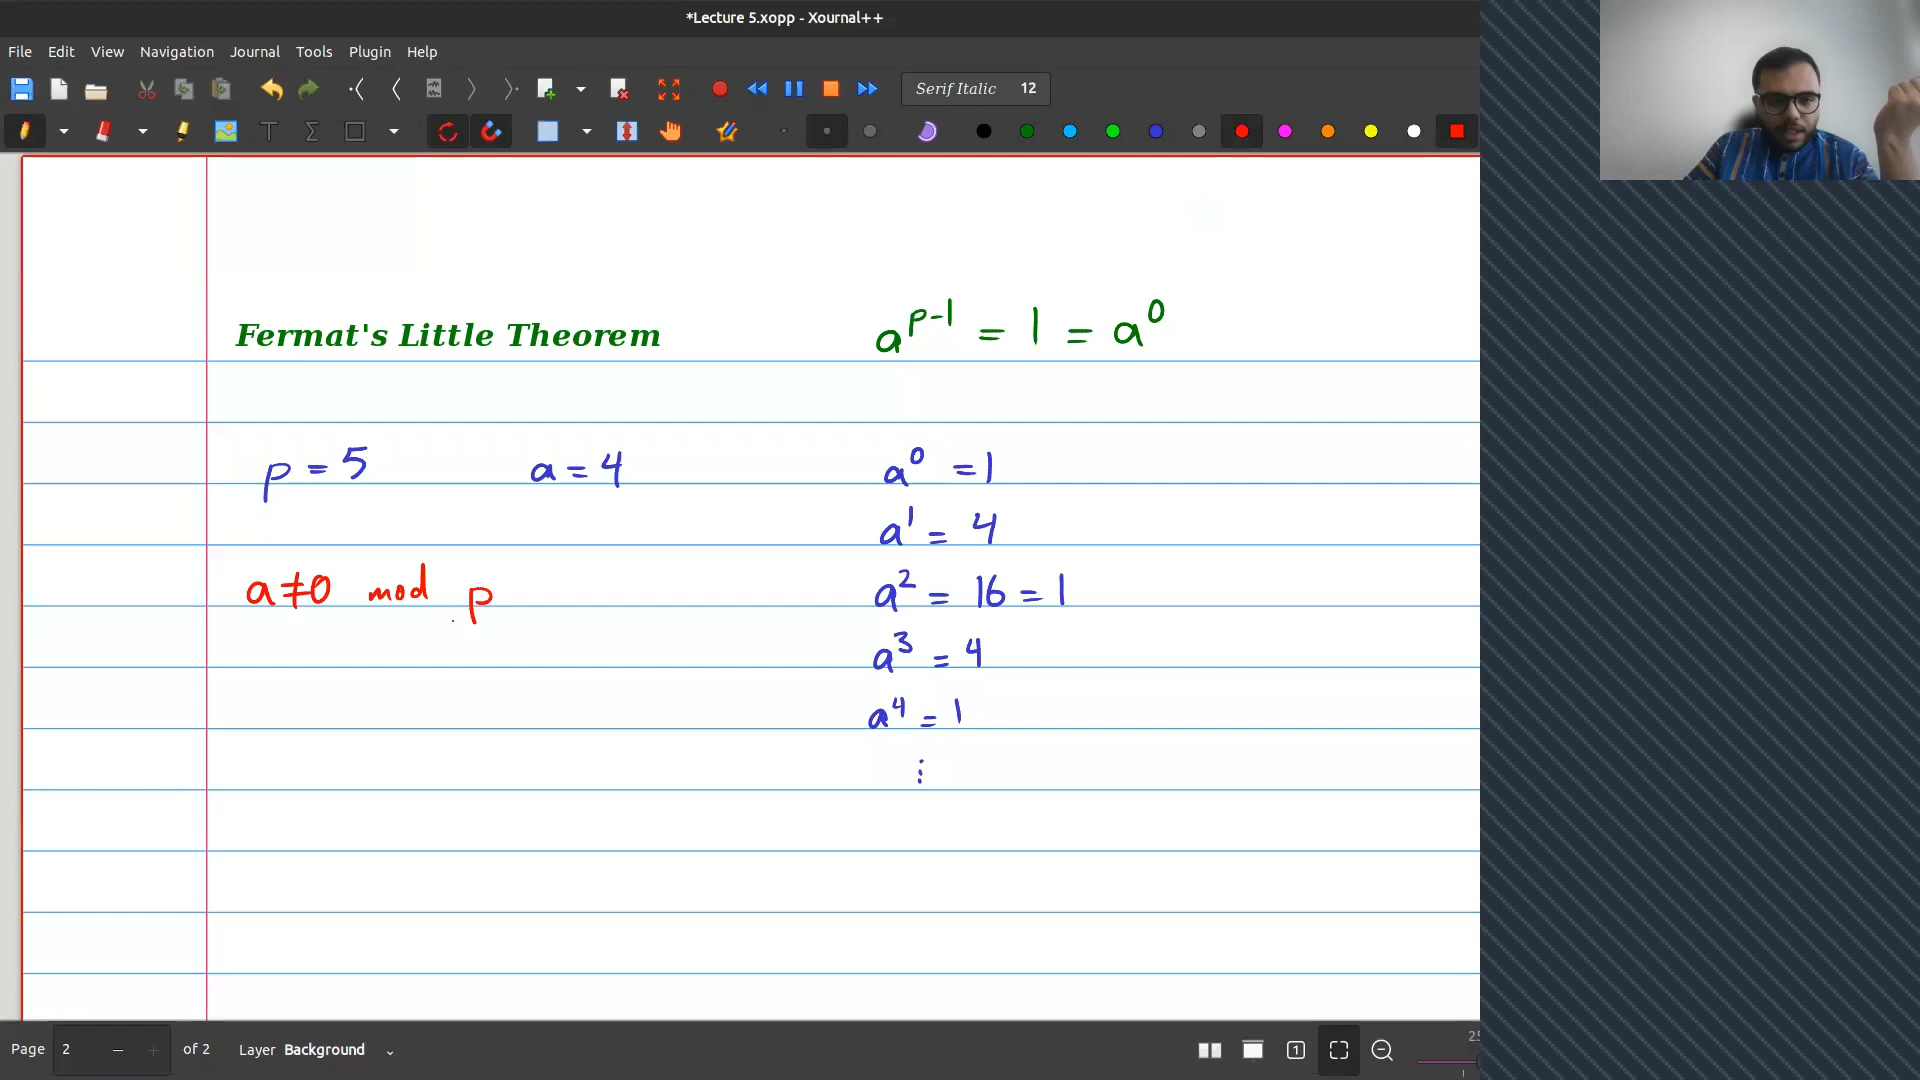 *Lecture 5.xopp - Xournal++
File Edit View Navigation Journal Tools Plugin Help
Serif Italic 12
Fermat's Little Theorem
a^{p-1} = 1 = a^0
p = 5 a = 4 a^0 = 1
a^1 = 4
a ≠ 0 mod p a^2 = 16 = 1
a^3 = 4
a^4 = 1
⋮
Page 2 of 2 Layer Background 1